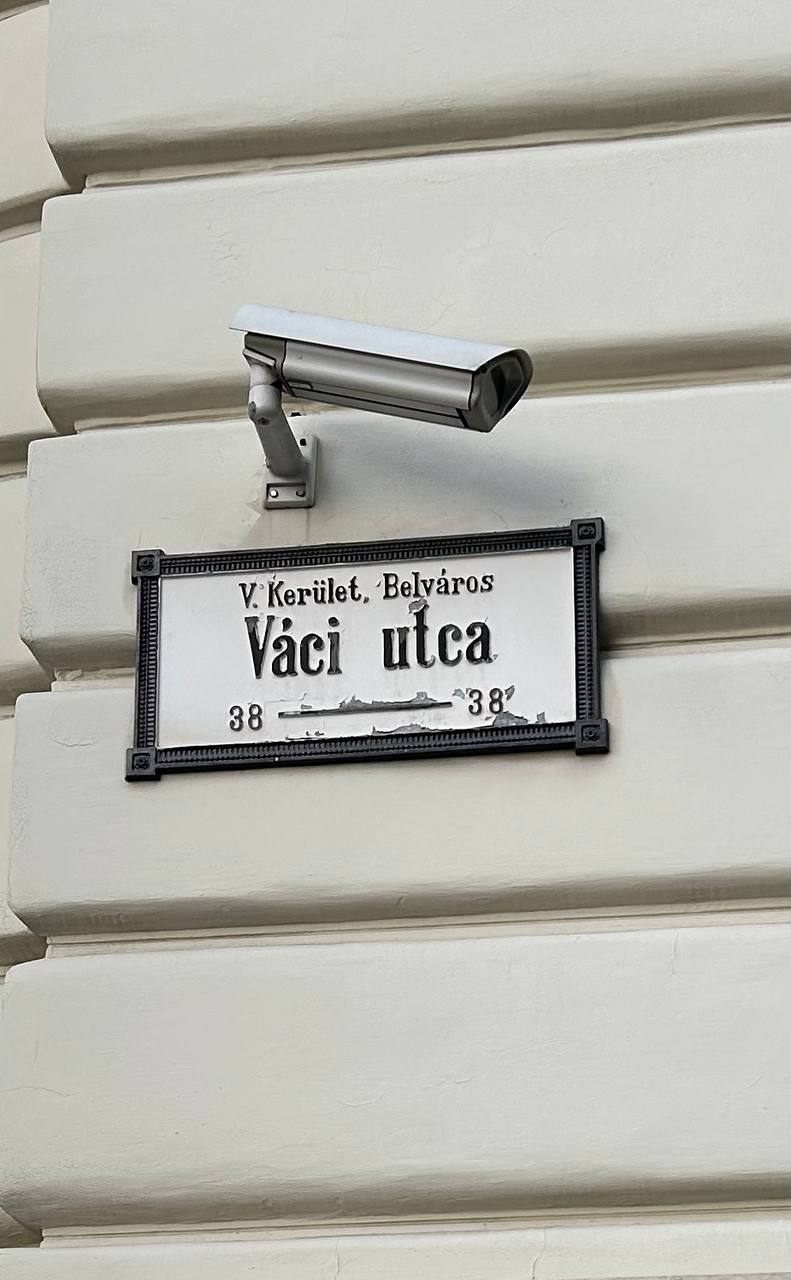 V. Kerület, Belváros
Váci utca
38 — 38